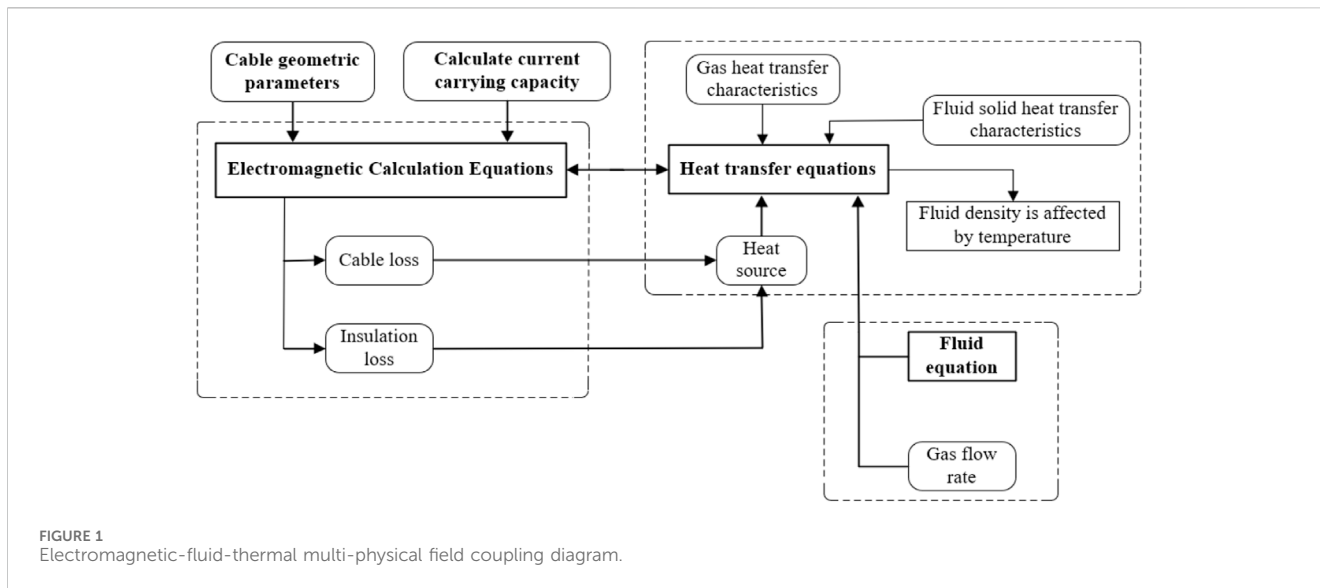 Cable geometric
parameters
Calculate current
carrying capacity
Gas heat transfer
characteristics
Fluid solid heat transfer
characteristics
Electromagnetic Calculation Equations
Heat transfer equations
Fluid density is affected
by temperature
Cable loss
Heat
source
Insulation
loss
Fluid
equation
Gas flow
rate
FIGURE 1
Electromagnetic-fluid-thermal multi-physical field coupling diagram.